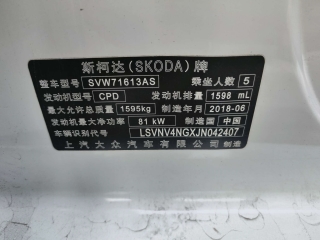 斯柯达(SKODA)牌
整车型号 SVW71613AS 乘坐人数 5
发动机型号 CPD 发动机排量 1598 mL
最大允许总质量 1595kg 制造年月 2018-06
发动机最大净功率 81 kW 制造国 中国
车辆识别代号 LSVNV4NGXJN042407
上汽大众汽车有限公司 制造